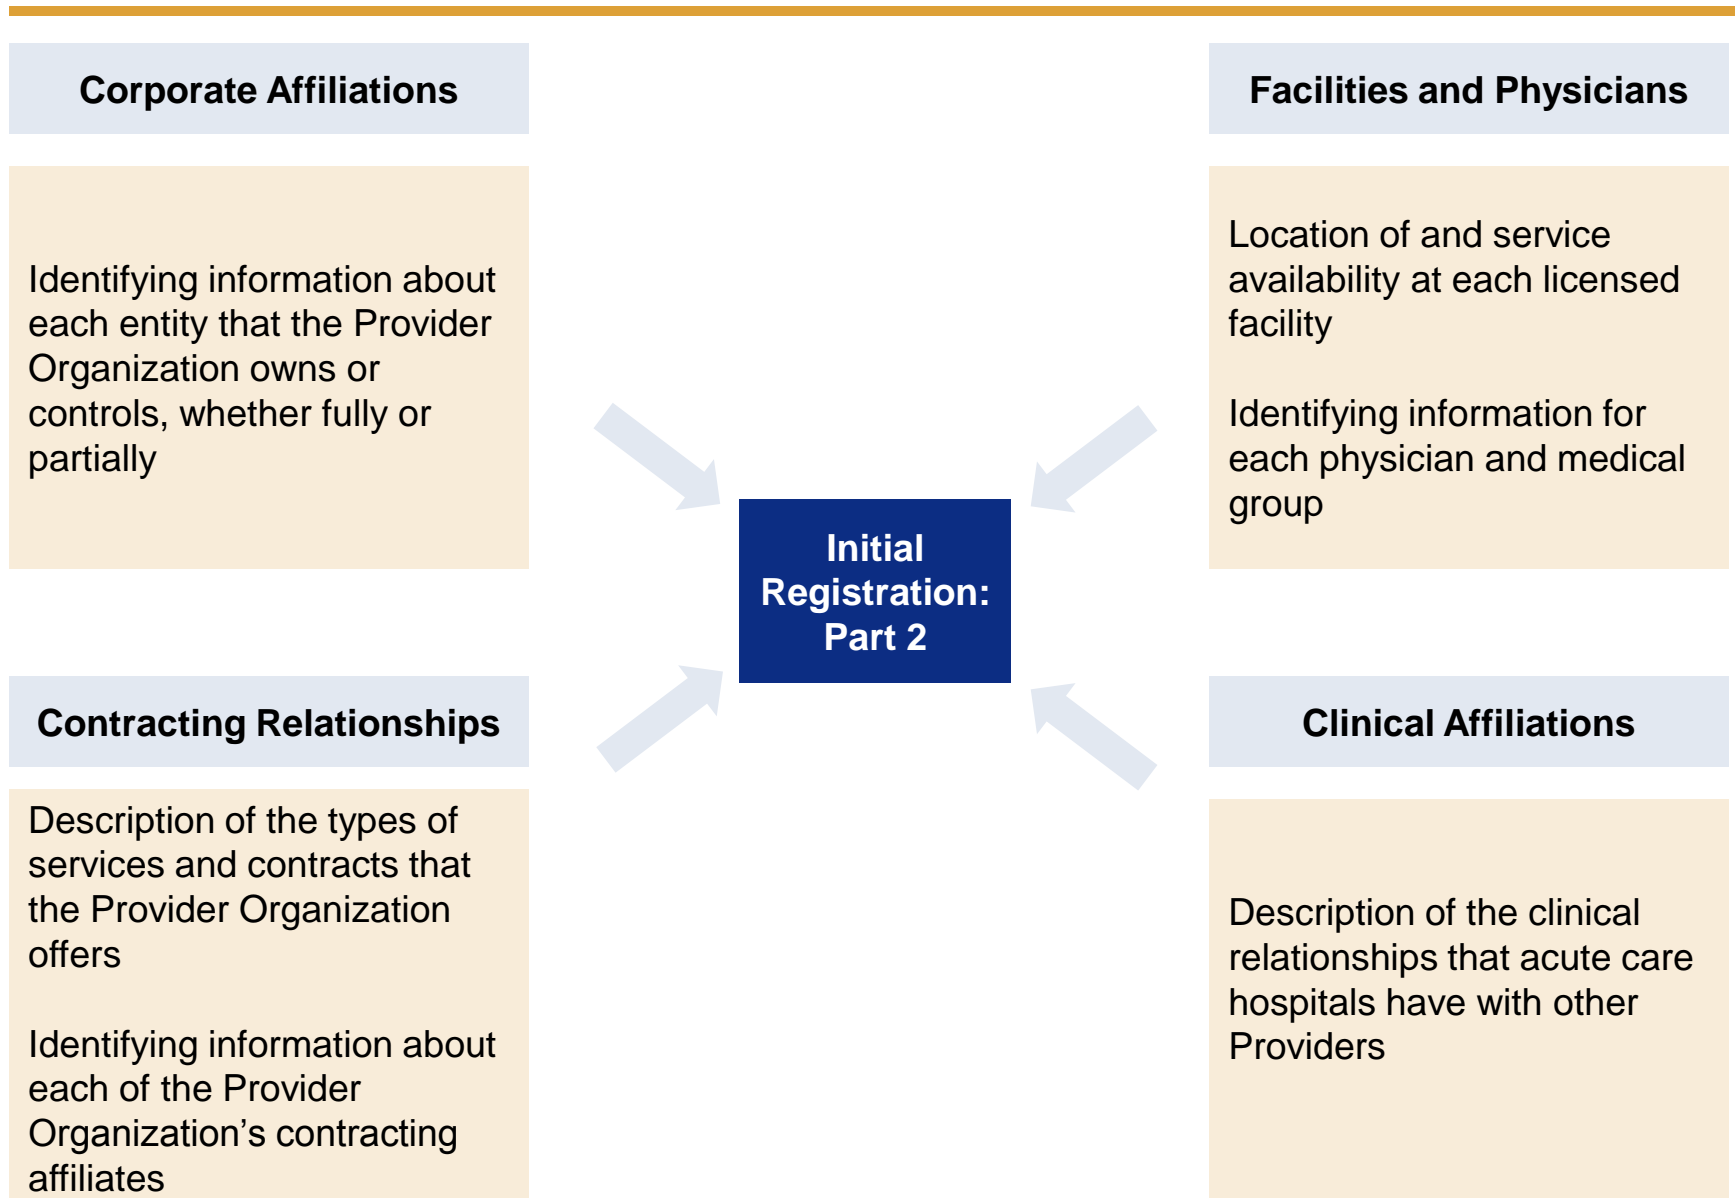 Corporate Affiliations
Identifying information about
each entity that the Provider
Organization owns or
controls, whether fully or
partially
Facilities and Physicians
Location of and service
availability at each licensed
facility
Identifying information for
each physician and medical
group
Initial
Registration:
Part 2
Contracting Relationships
Description of the types of
services and contracts that
the Provider Organization
offers
Identifying information about
each of the Provider
Organization’s contracting
affiliates
Clinical Affiliations
Description of the clinical
relationships that acute care
hospitals have with other
Providers